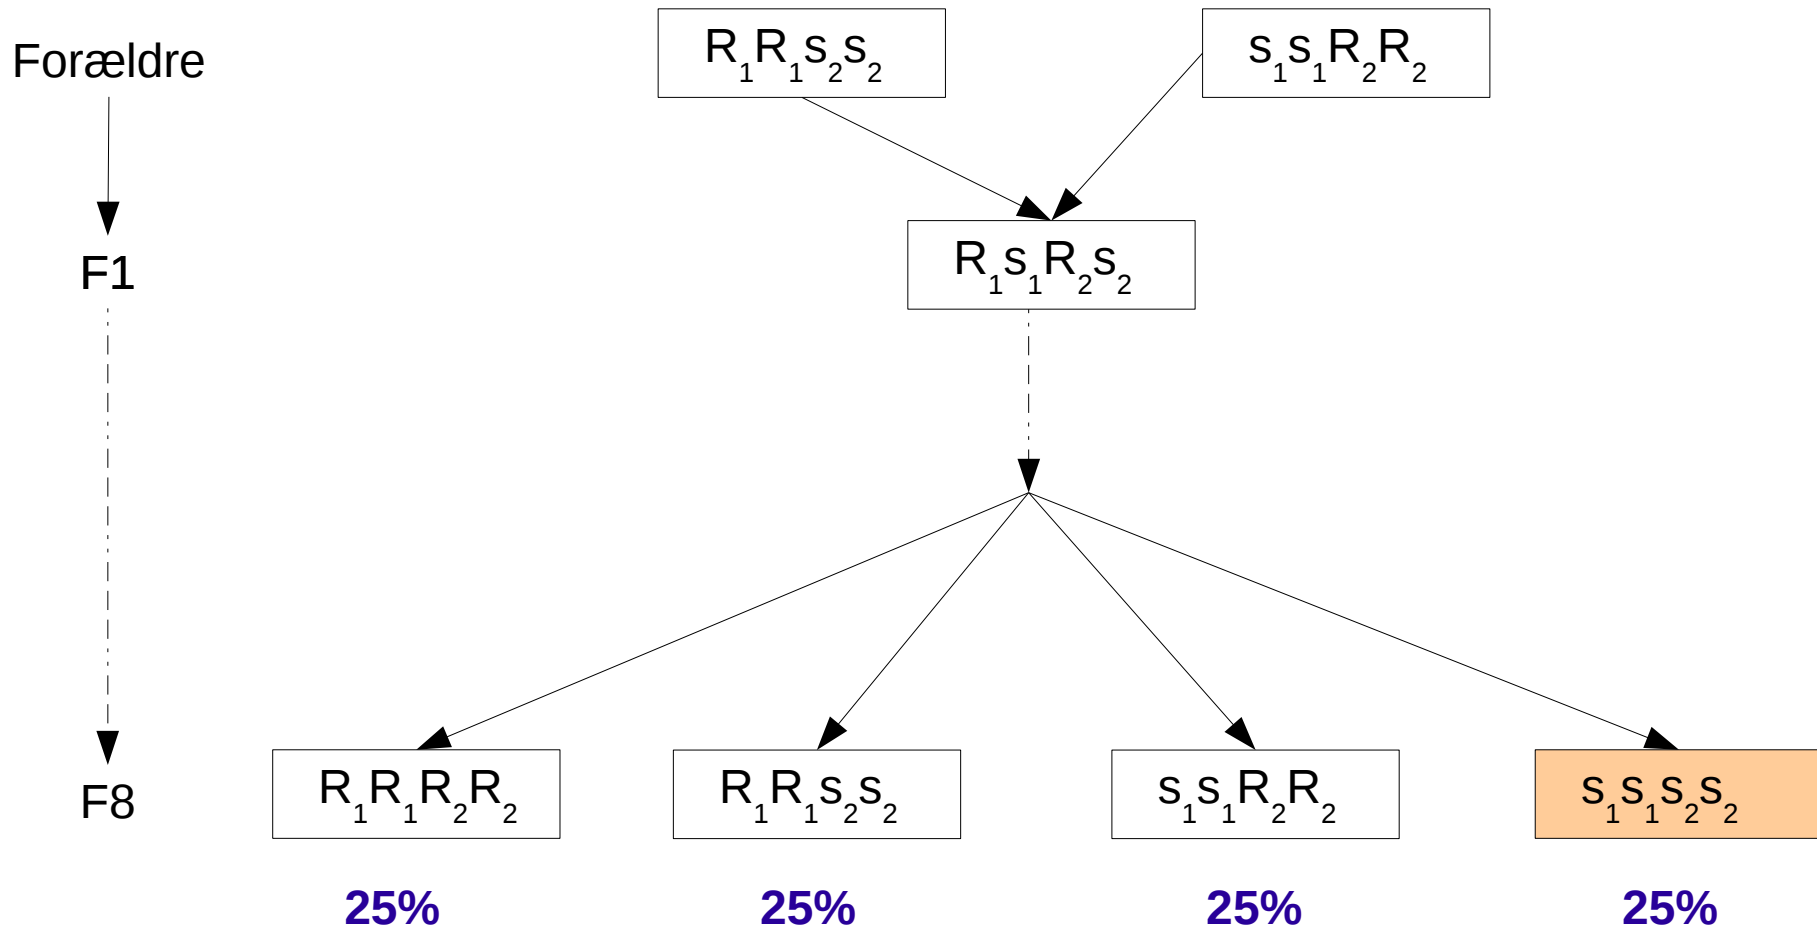 Forældre
R₁R₁s₂s₂
s₁s₁R₂R₂
F1
R₁s₁R₂s₂
F8
R₁R₁R₂R₂
R₁R₁s₂s₂
s₁s₁R₂R₂
s₁s₁s₂s₂
25%
25%
25%
25%